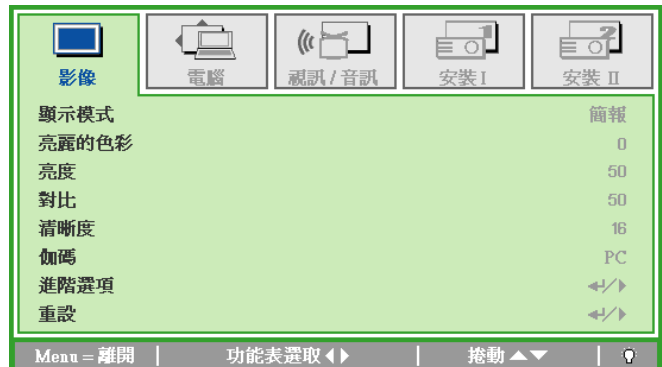 影像
電腦
視訊 / 音訊
安裝 I
安裝 II
顯示模式 簡報
亮麗的色彩 0
亮度 50
對比 50
清晰度 16
伽碼 PC
進階選項
重設
Menu = 離開 功能表選取 捲動